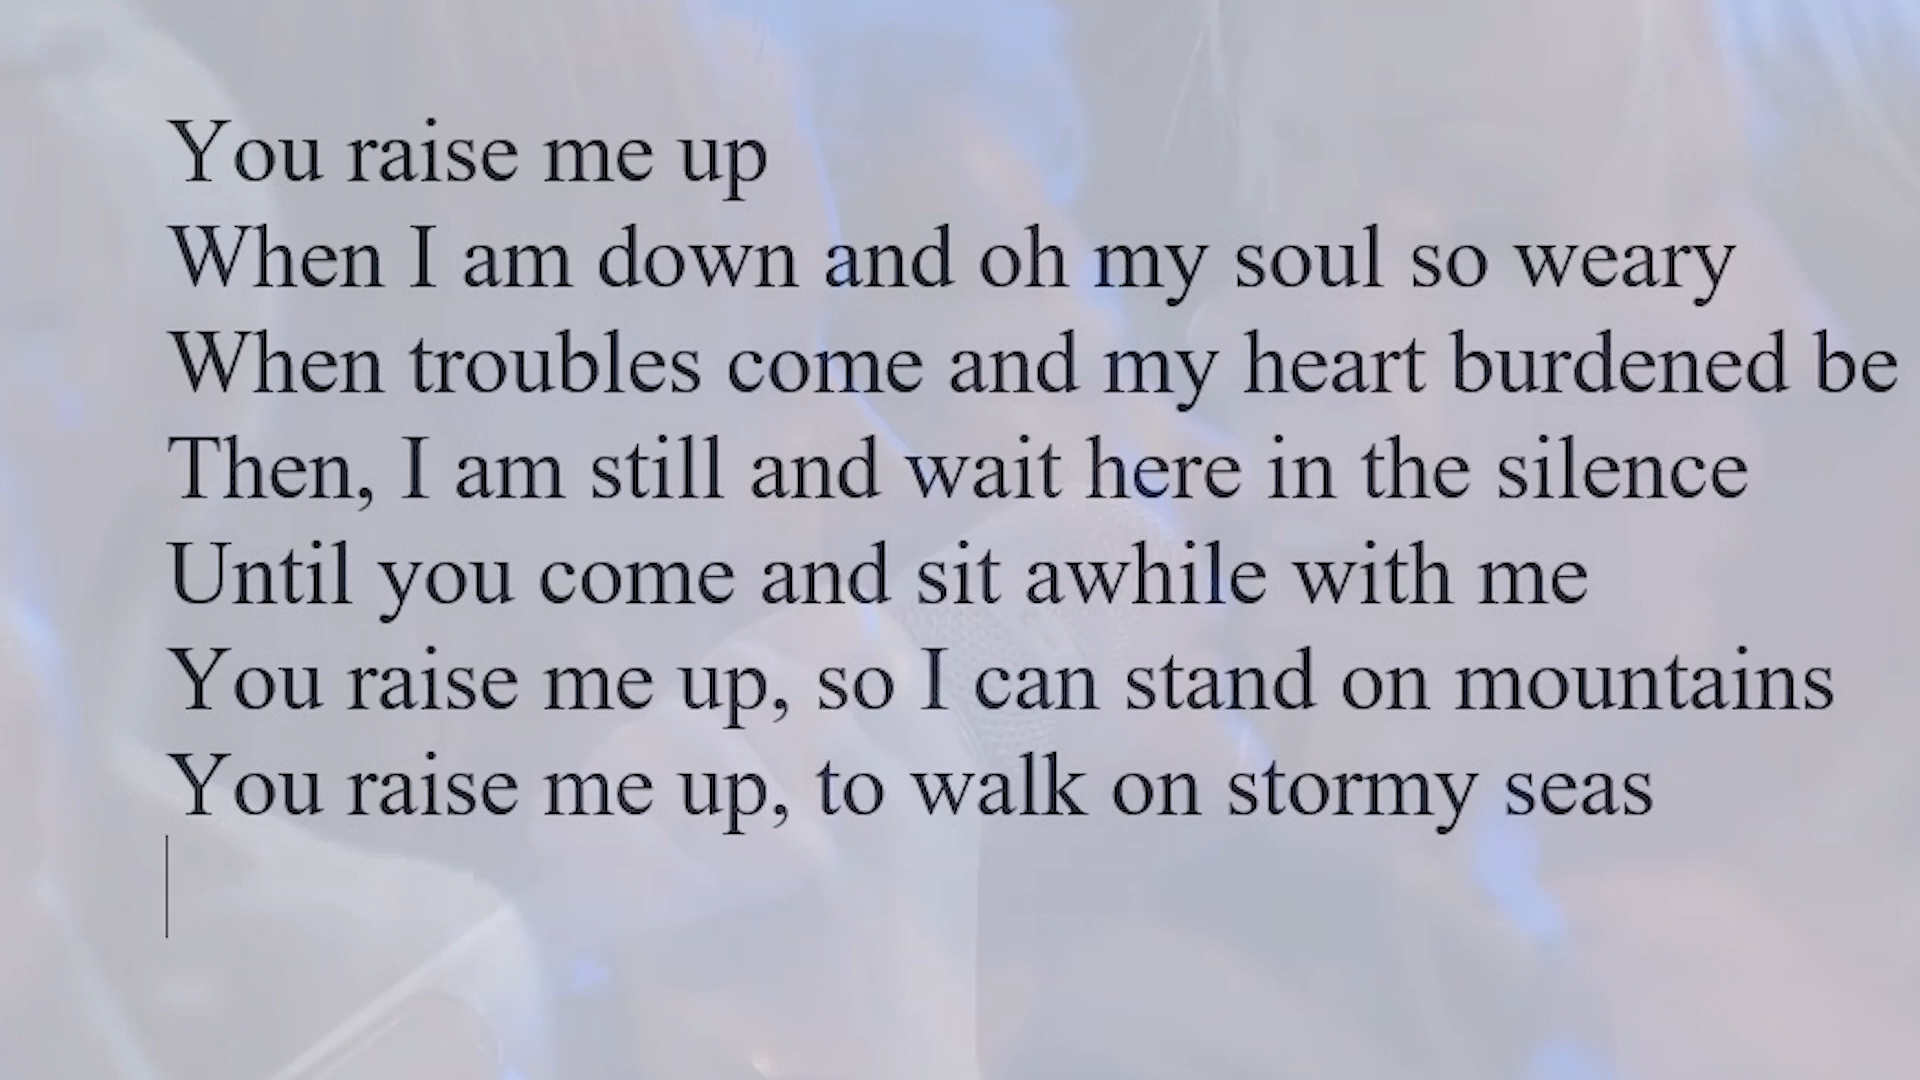 You raise me up
When I am down and oh my soul so weary
When troubles come and my heart burdened be
Then, I am still and wait here in the silence
Until you come and sit awhile with me
You raise me up, so I can stand on mountains
You raise me up, to walk on stormy seas